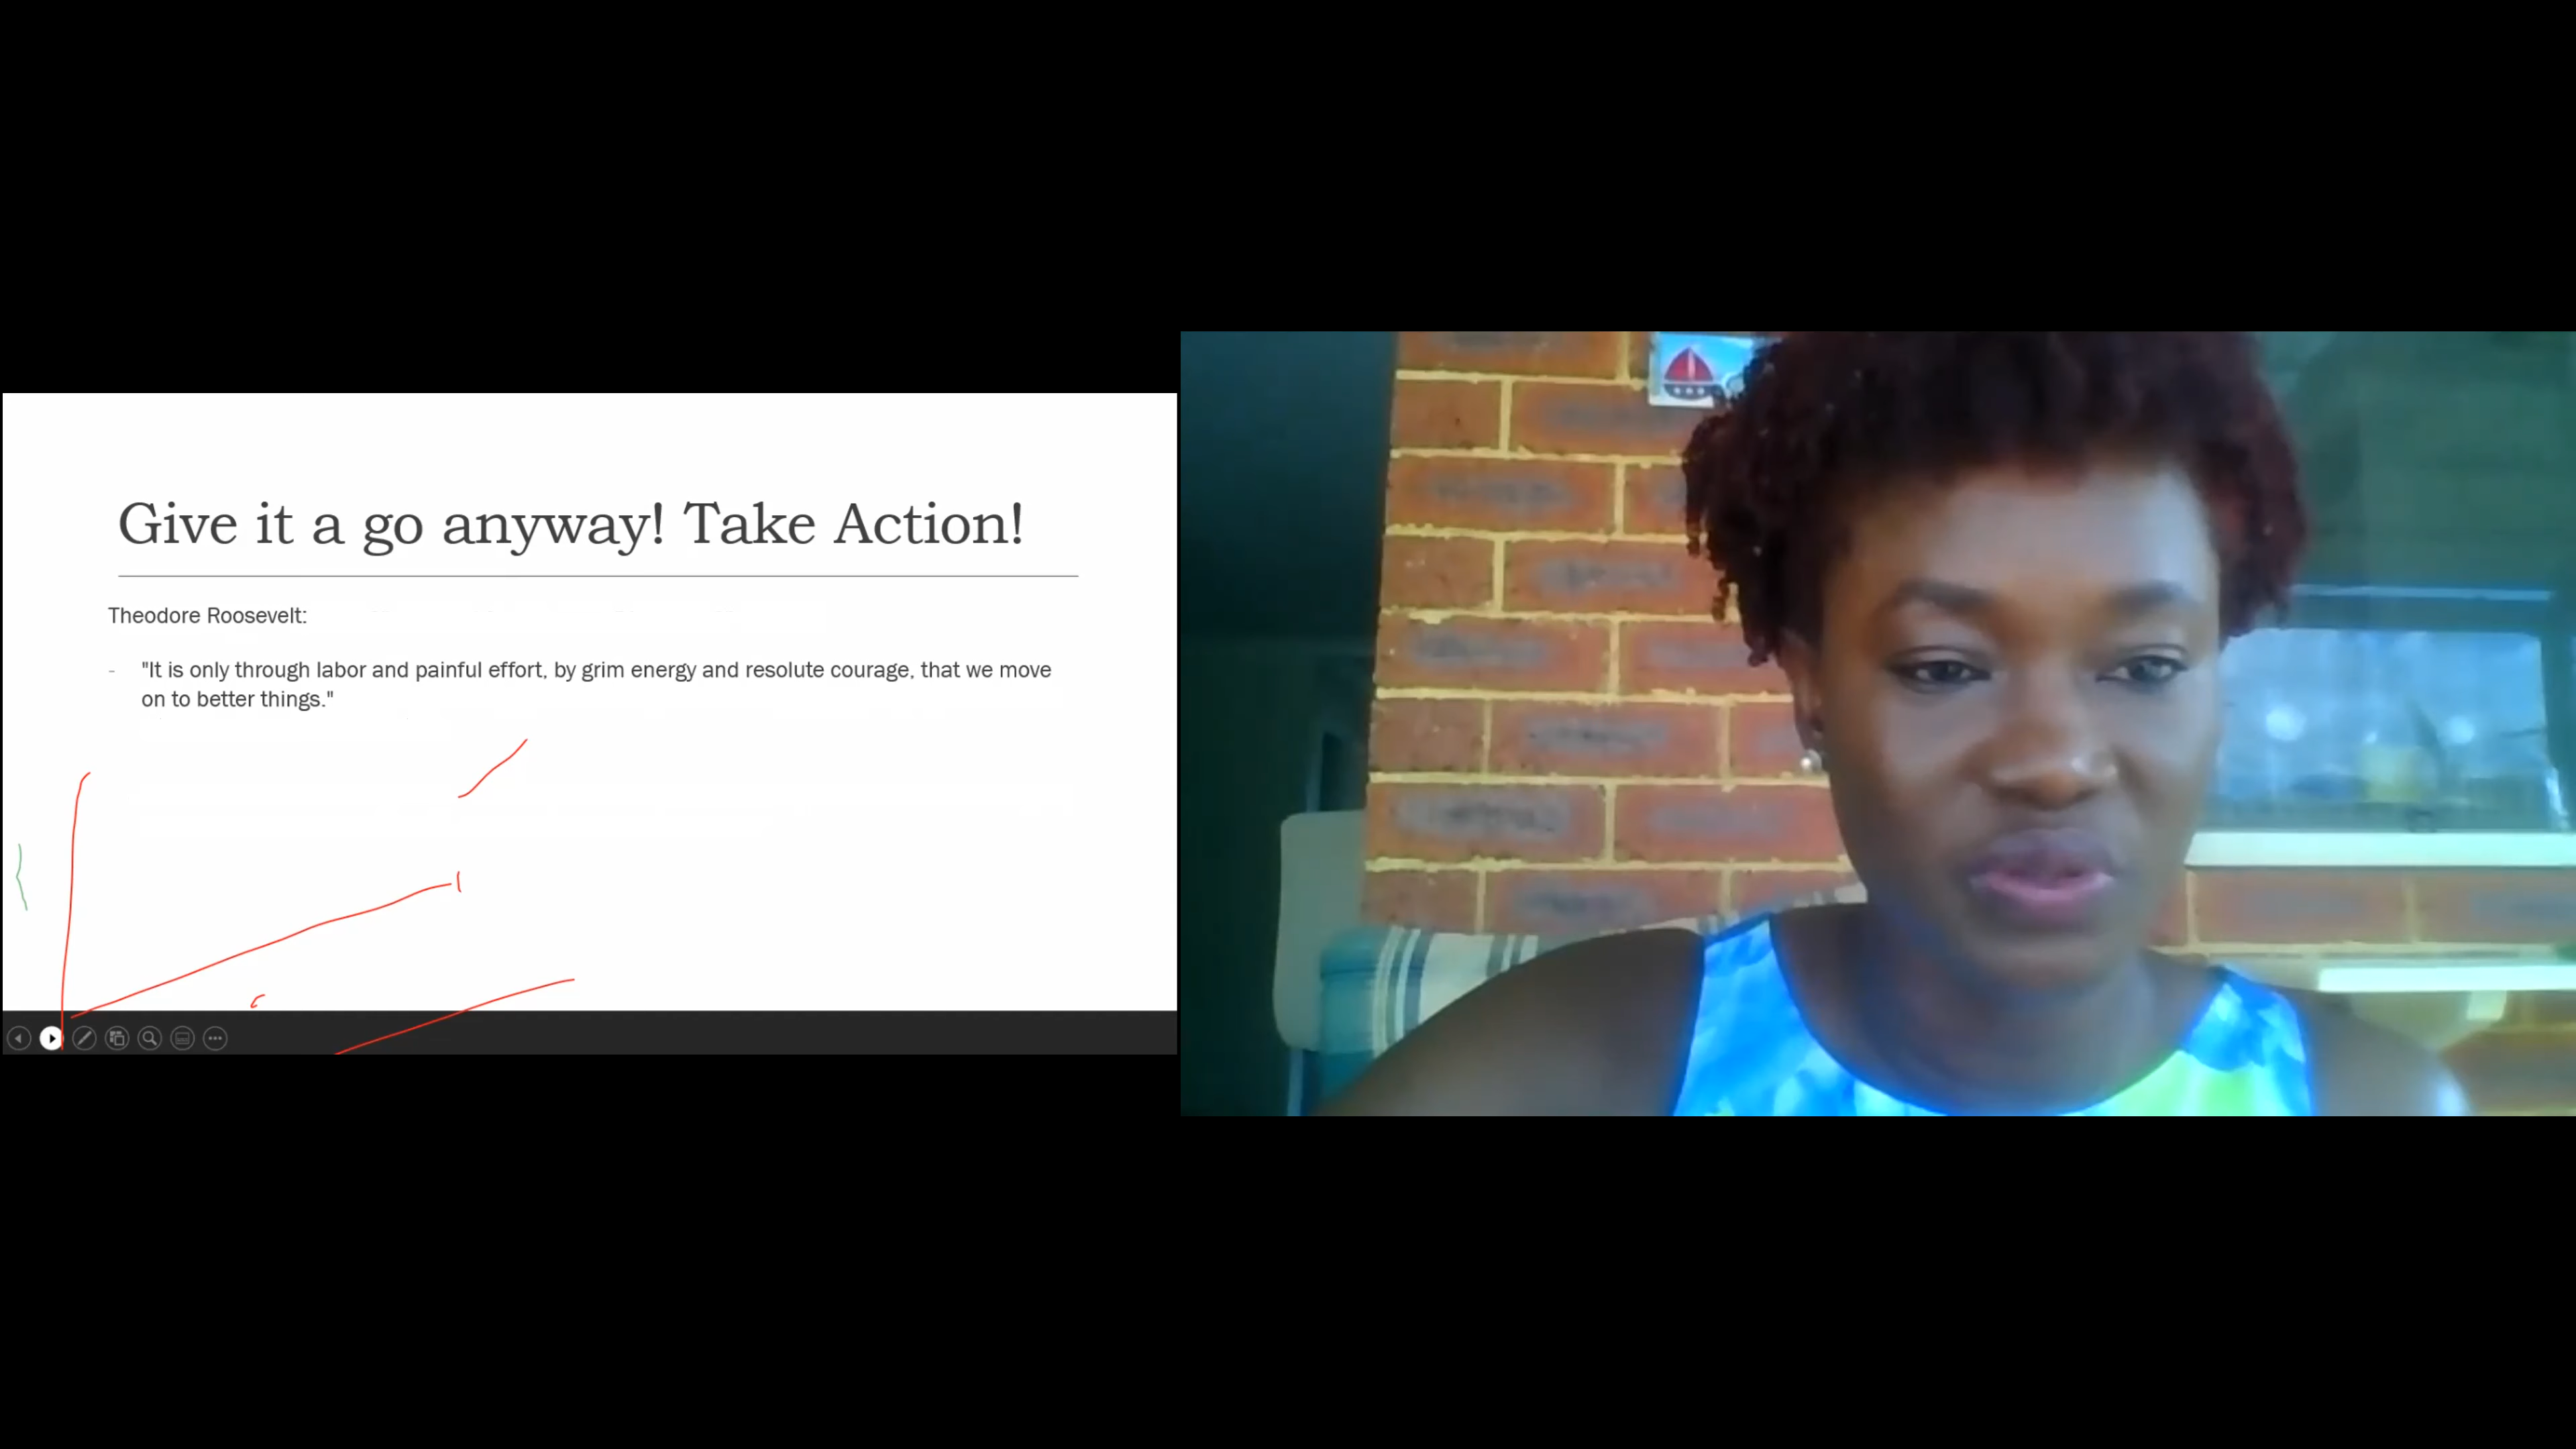 Give it a go anyway! Take Action!
Theodore Roosevelt:
- "It is only through labor and painful effort, by grim energy and resolute courage, that we move
on to better things."